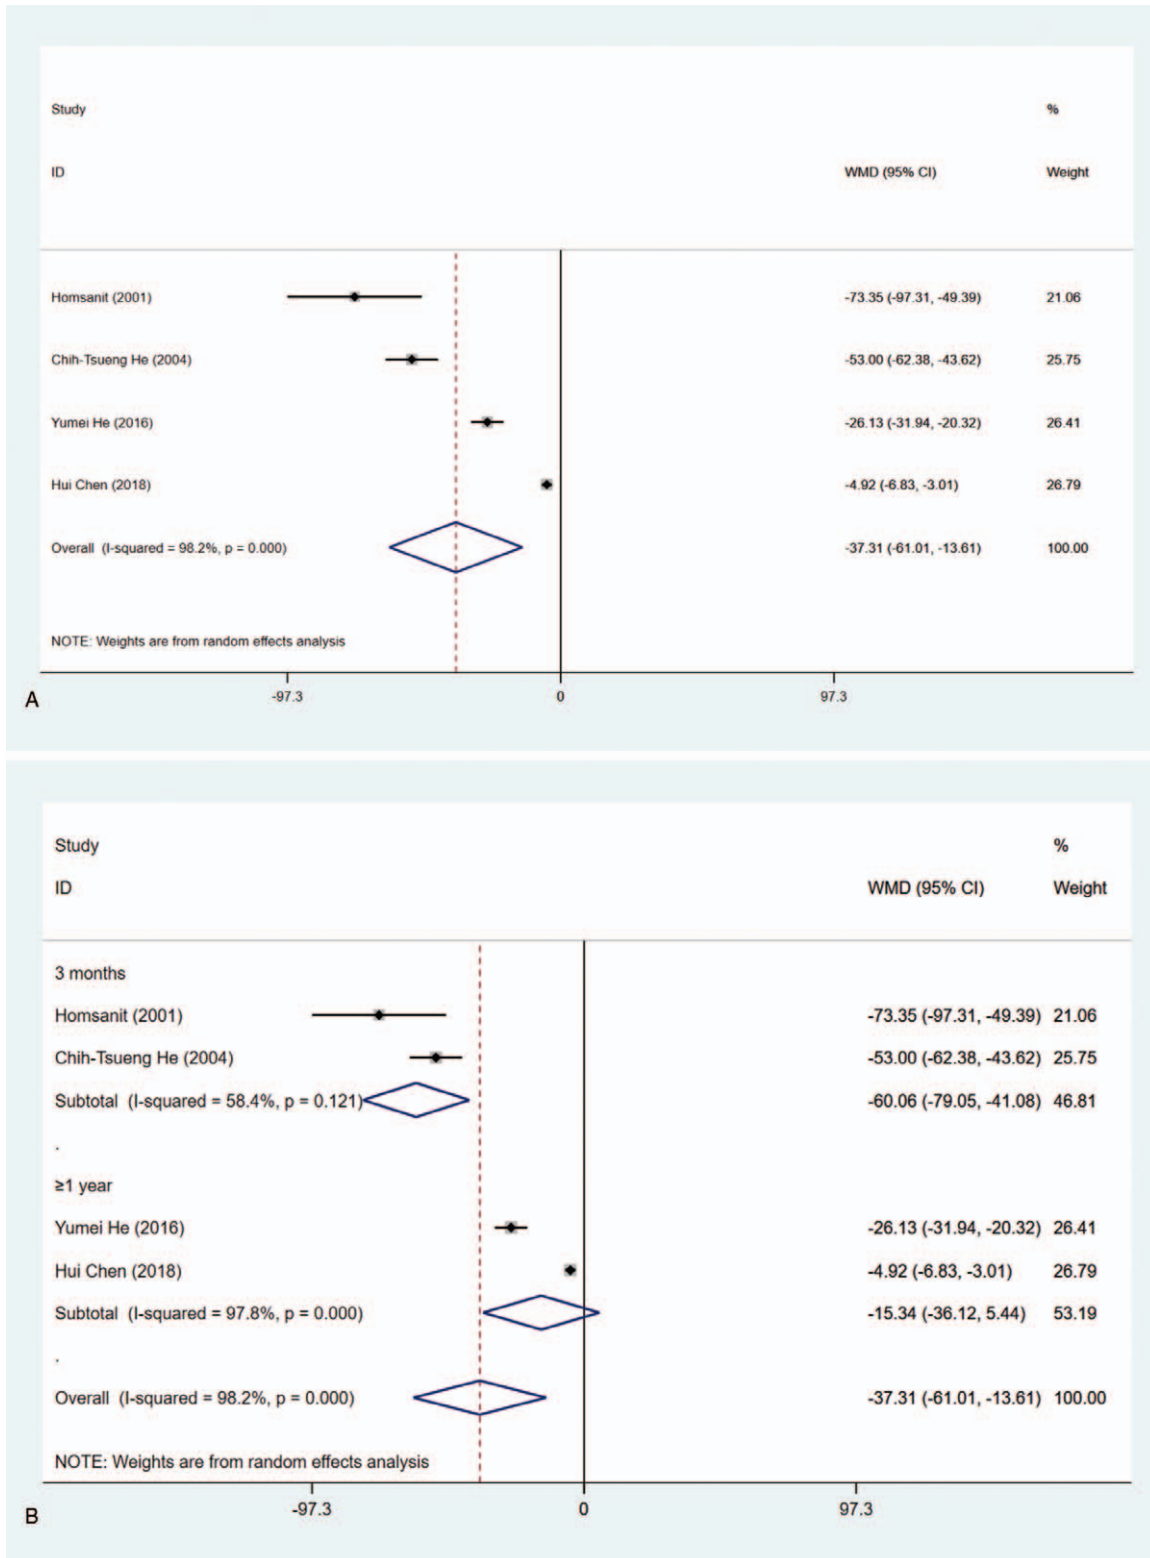 Study %
ID WMD (95% CI) Weight
Homsanit (2001) -73.35 (-97.31, -49.39) 21.06
Chih-Tsueng He (2004) -53.00 (-62.38, -43.62) 25.75
Yumei He (2016) -26.13 (-31.94, -20.32) 26.41
Hui Chen (2018) -4.92 (-6.83, -3.01) 26.79
Overall (I-squared = 98.2%, p = 0.000) -37.31 (-61.01, -13.61) 100.00
NOTE: Weights are from random effects analysis
-97.3 0 97.3
A
Study %
ID WMD (95% CI) Weight
3 months
Homsanit (2001) -73.35 (-97.31, -49.39) 21.06
Chih-Tsueng He (2004) -53.00 (-62.38, -43.62) 25.75
Subtotal (I-squared = 58.4%, p = 0.121) -60.06 (-79.05, -41.08) 46.81
.
≥1 year
Yumei He (2016) -26.13 (-31.94, -20.32) 26.41
Hui Chen (2018) -4.92 (-6.83, -3.01) 26.79
Subtotal (I-squared = 97.8%, p = 0.000) -15.34 (-36.12, 5.44) 53.19
.
Overall (I-squared = 98.2%, p = 0.000) -37.31 (-61.01, -13.61) 100.00
NOTE: Weights are from random effects analysis
-97.3 0 97.3
B